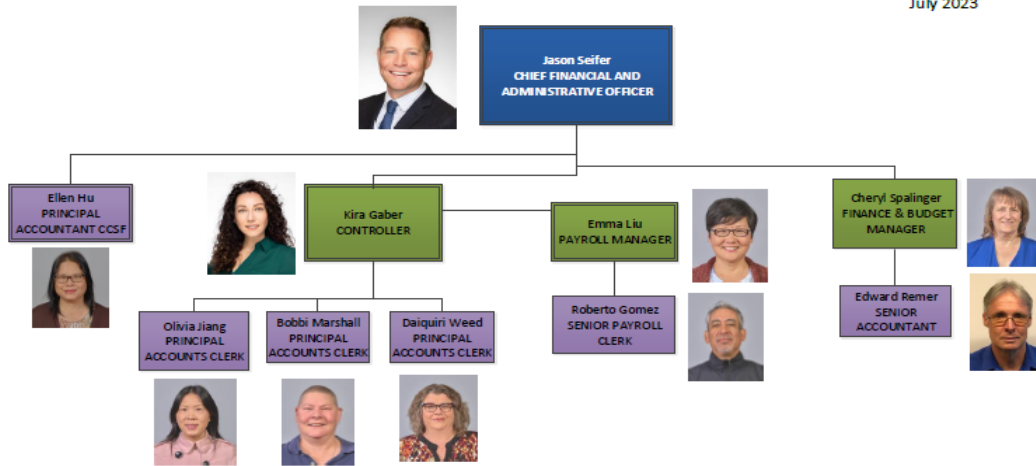 July 2023
Jason Seifer
CHIEF FINANCIAL AND
ADMINISTRATIVE OFFICER
Ellen Hu
PRINCIPAL
ACCOUNTANT CCSF
Kira Gaber
CONTROLLER
Emma Liu
PAYROLL MANAGER
Cheryl Spalinger
FINANCE & BUDGET
MANAGER
Olivia Jiang
PRINCIPAL
ACCOUNTS CLERK
Bobbi Marshall
PRINCIPAL
ACCOUNTS CLERK
Daiquiri Weed
PRINCIPAL
ACCOUNTS CLERK
Roberto Gomez
SENIOR PAYROLL
CLERK
Edward Remer
SENIOR
ACCOUNTANT